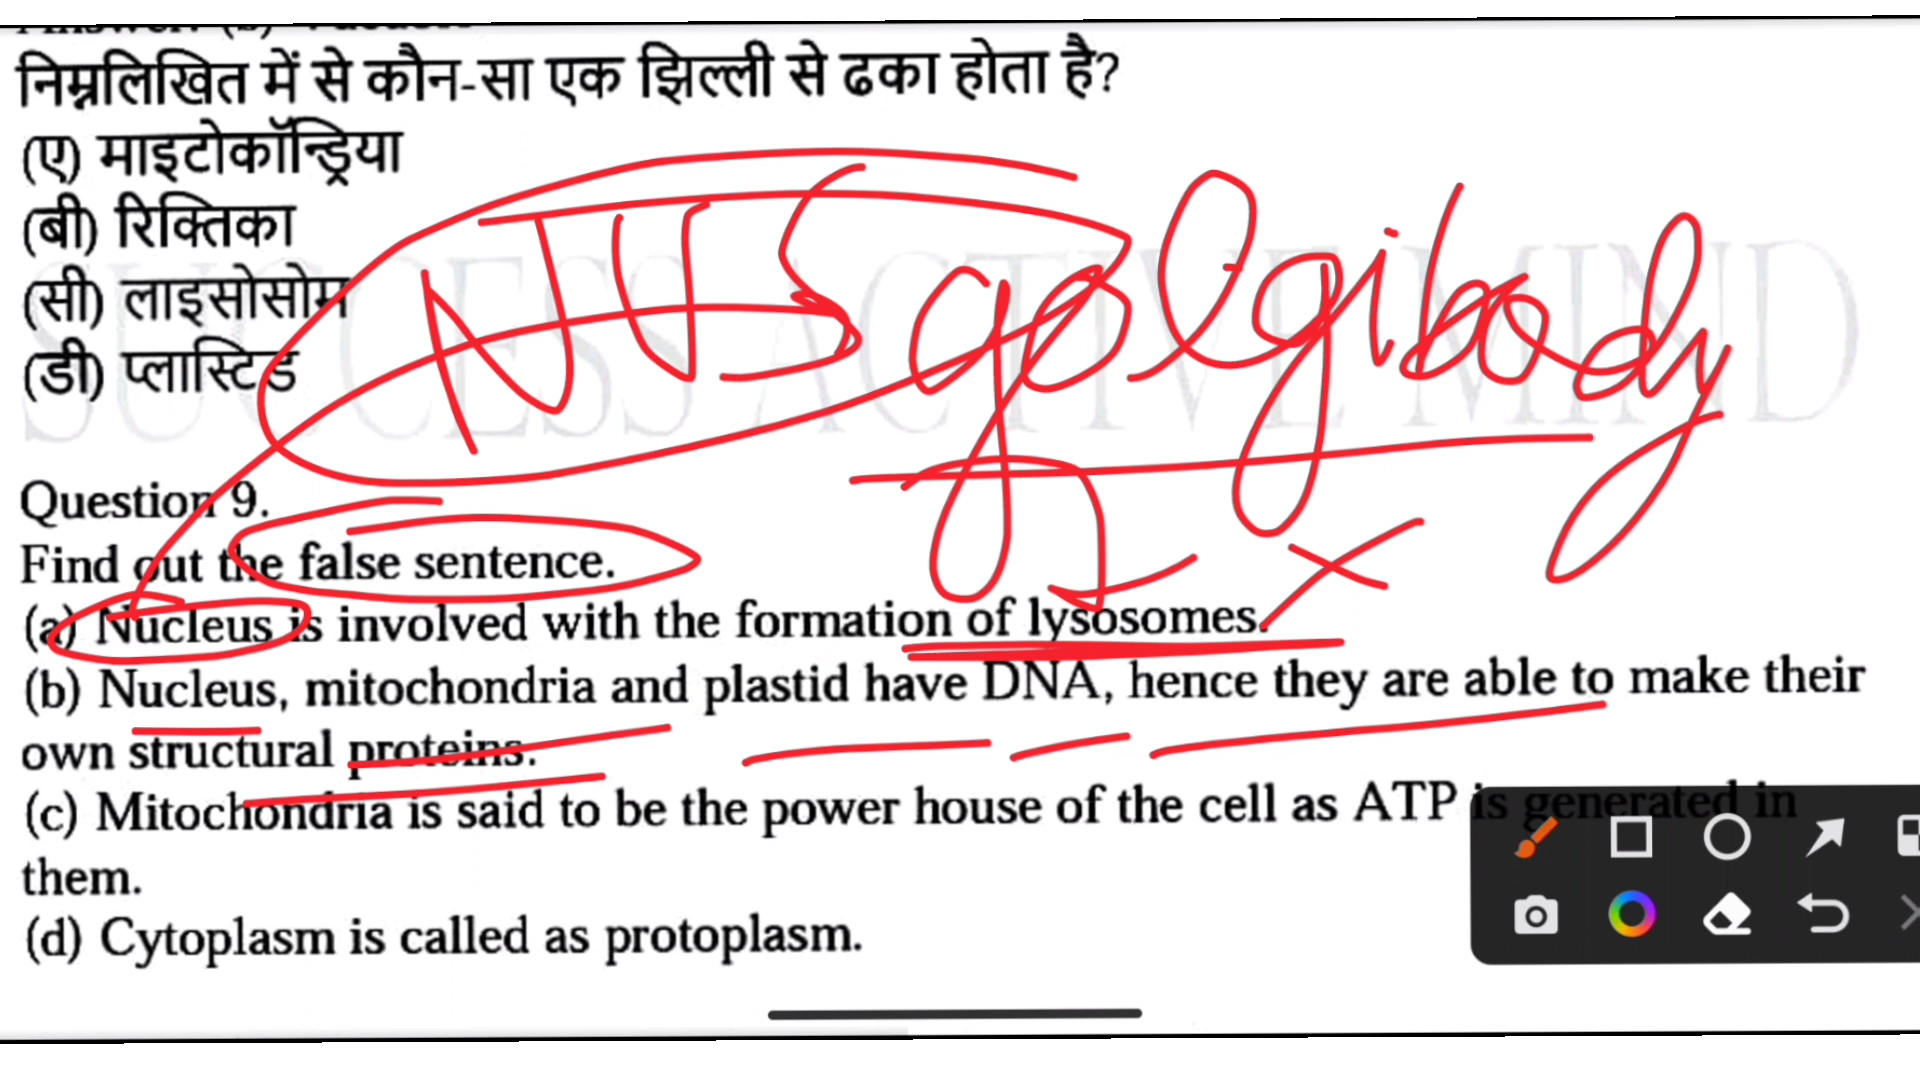 निम्नलिखित में से कौन-सा एक झिल्ली से ढका होता है?
(ए) माइटोकॉन्ड्रिया
(बी) रिक्तिका
(सी) लाइसोसोम
(डी) प्लास्टिड
SUCCESS ACTIVE MIND
golgibody
Question 9.
Find out the false sentence.
(a) Nucleus is involved with the formation of lysosomes.
(b) Nucleus, mitochondria and plastid have DNA, hence they are able to make their
own structural proteins.
(c) Mitochondria is said to be the power house of the cell as ATP is generated in
them.
(d) Cytoplasm is called as protoplasm.